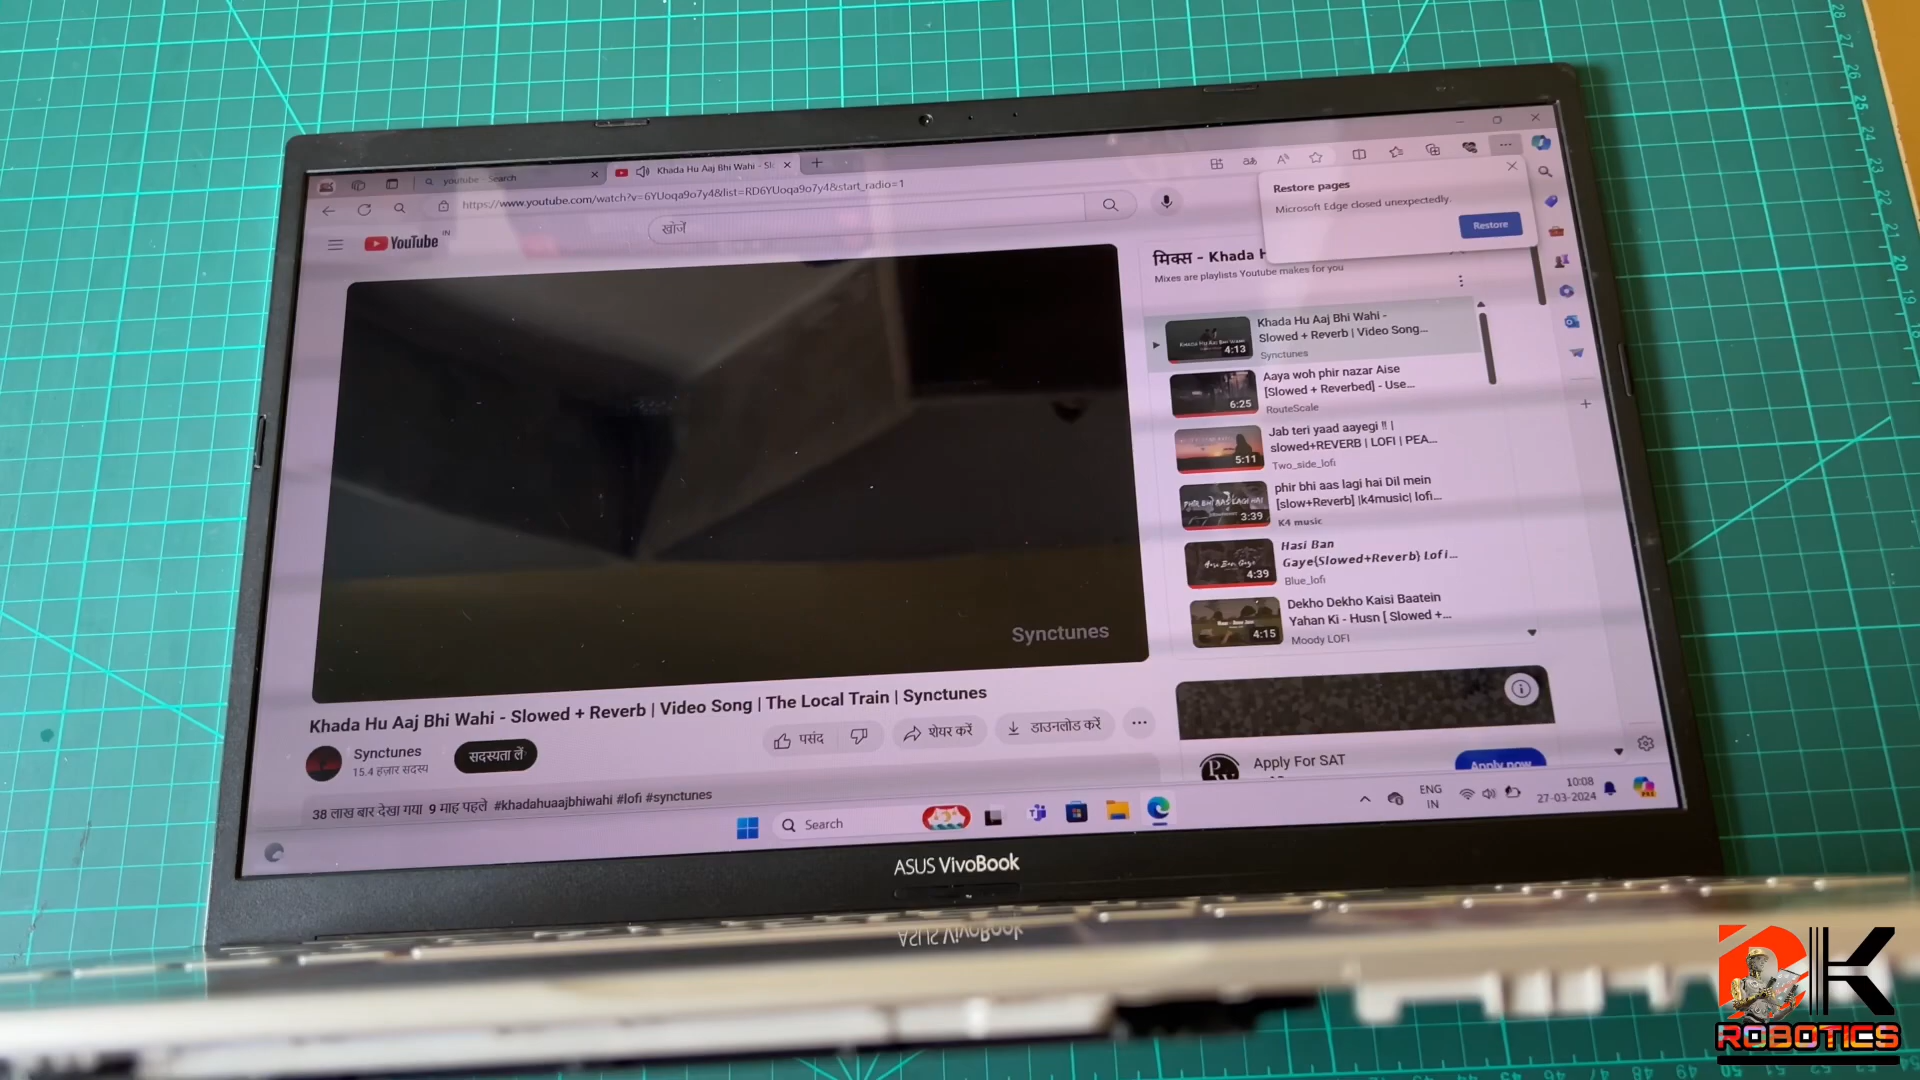 youtube - Search
Khada Hu Aaj Bhi Wahi - Sl
https://www.youtube.com/watch?v=6YUoqa9o7y4&list=RD6YUoqa9o7y4&start_radio=1
Restore pages
Microsoft Edge closed unexpectedly.
Restore
YouTube IN
खोजें
मिक्स - Khada H
Mixes are playlists Youtube makes for you
Khada Hu Aaj Bhi Wahi -
Slowed + Reverb | Video Song...
Synctunes
4:13
Aaya woh phir nazar Aise
[Slowed + Reverbed] - Use...
RouteScale
6:25
Jab teri yaad aayegi !! |
slowed+REVERB | LOFI | PEA...
Two_side_lofi
5:11
phir bhi aas lagi hai Dil mein
[slow+Reverb] |k4music| lofi...
K4 music
3:39
Hasi Ban
Gaye{Slowed+Reverb} Lofi...
Blue_lofi
4:39
Dekho Dekho Kaisi Baatein
Yahan Ki - Husn [ Slowed +...
Moody LOFI
4:15
Synctunes
Khada Hu Aaj Bhi Wahi - Slowed + Reverb | Video Song | The Local Train | Synctunes
Synctunes
15.4 हज़ार सदस्य
सदस्यता लें
पसंद
शेयर करें
डाउनलोड करें
Apply For SAT
Apply now
38 लाख बार देखा गया 9 माह पहले #khadahuaajbhiwahi #lofi #synctunes
Search
ENG
IN
10:08
27-03-2024
ASUS VivoBook
RK
ROBOTICS